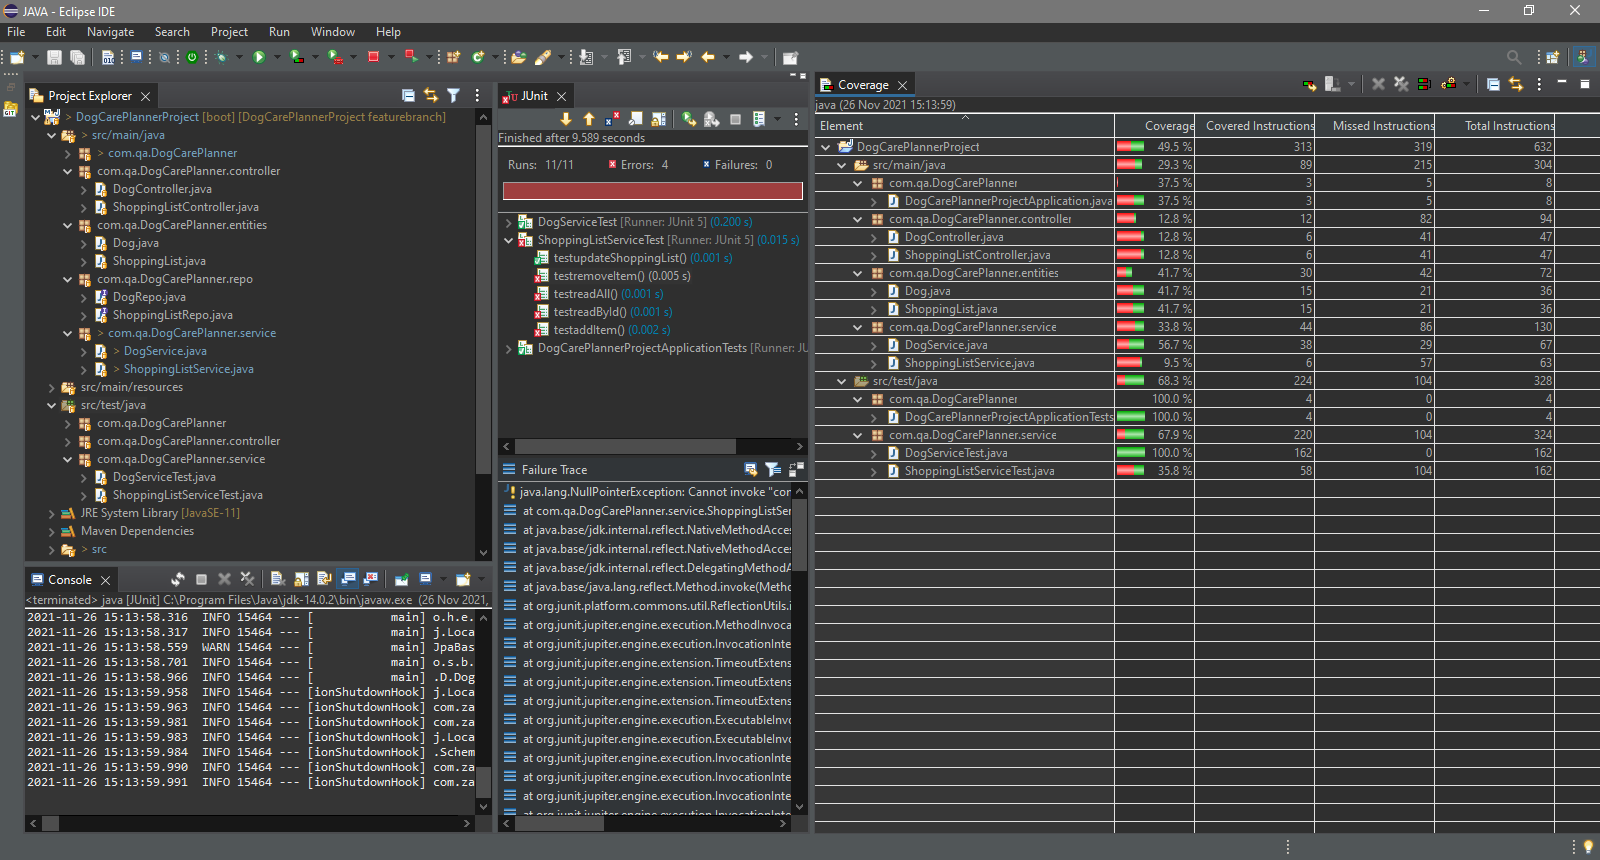 JAVA - Eclipse IDE
File Edit Navigate Search Project Run Window Help
Project Explorer
> DogCarePlannerProject [boot] [DogCarePlannerProject featurebranch]
> src/main/java
> com.qa.DogCarePlanner
com.qa.DogCarePlanner.controller
DogController.java
ShoppingListController.java
com.qa.DogCarePlanner.entities
Dog.java
ShoppingList.java
com.qa.DogCarePlanner.repo
DogRepo.java
ShoppingListRepo.java
> com.qa.DogCarePlanner.service
> DogService.java
> ShoppingListService.java
src/main/resources
src/test/java
com.qa.DogCarePlanner
com.qa.DogCarePlanner.controller
com.qa.DogCarePlanner.service
DogServiceTest.java
ShoppingListServiceTest.java
JRE System Library [JavaSE-11]
Maven Dependencies
> src
Console
<terminated> java [JUnit] C:\Program Files\Java\jdk-14.0.2\bin\javaw.exe (26 Nov 2021,
2021-11-26 15:13:58.316 INFO 15464 --- [ main] o.h.e.
2021-11-26 15:13:58.317 INFO 15464 --- [ main] j.Loca
2021-11-26 15:13:58.559 WARN 15464 --- [ main] JpaBas
2021-11-26 15:13:58.701 INFO 15464 --- [ main] o.s.b.
2021-11-26 15:13:58.966 INFO 15464 --- [ main] .D.Dog
2021-11-26 15:13:59.958 INFO 15464 --- [ionShutdownHook] j.Loca
2021-11-26 15:13:59.963 INFO 15464 --- [ionShutdownHook] com.za
2021-11-26 15:13:59.981 INFO 15464 --- [ionShutdownHook] com.za
2021-11-26 15:13:59.983 INFO 15464 --- [ionShutdownHook] j.Loca
2021-11-26 15:13:59.984 INFO 15464 --- [ionShutdownHook] .Schem
2021-11-26 15:13:59.990 INFO 15464 --- [ionShutdownHook] com.za
2021-11-26 15:13:59.991 INFO 15464 --- [ionShutdownHook] com.za
JUnit
Finished after 9.589 seconds
Runs: 11/11 Errors: 4 Failures: 0
DogServiceTest [Runner: JUnit 5] (0.200 s)
ShoppingListServiceTest [Runner: JUnit 5] (0.015 s)
testupdateShoppingList() (0.001 s)
testremoveItem() (0.005 s)
testreadAll() (0.001 s)
testreadById() (0.001 s)
testaddItem() (0.002 s)
DogCarePlannerProjectApplicationTests [Runner: JU
Failure Trace
java.lang.NullPointerException: Cannot invoke "con
at com.qa.DogCarePlanner.service.ShoppingListSer
at java.base/jdk.internal.reflect.NativeMethodAcces
at java.base/jdk.internal.reflect.NativeMethodAcces
at java.base/jdk.internal.reflect.DelegatingMethodA
at java.base/java.lang.reflect.Method.invoke(Metho
at org.junit.platform.commons.util.ReflectionUtils.i
at org.junit.jupiter.engine.execution.MethodInvoca
at org.junit.jupiter.engine.execution.InvocationInte
at org.junit.jupiter.engine.extension.TimeoutExtens
at org.junit.jupiter.engine.extension.TimeoutExtens
at org.junit.jupiter.engine.extension.TimeoutExtens
at org.junit.jupiter.engine.execution.ExecutableInvo
at org.junit.jupiter.engine.execution.ExecutableInvo
at org.junit.jupiter.engine.execution.InvocationInte
at org.junit.jupiter.engine.execution.InvocationInte
at org.junit.jupiter.engine.execution.InvocationInte
at org.junit.jupiter.engine.execution.InvocationInte
Coverage
java (26 Nov 2021 15:13:59)
Element Coverage Covered Instructions Missed Instructions Total Instructions
DogCarePlannerProject 49.5 % 313 319 632
src/main/java 29.3 % 89 215 304
com.qa.DogCarePlanner 37.5 % 3 5 8
DogCarePlannerProjectApplication.java 37.5 % 3 5 8
com.qa.DogCarePlanner.controller 12.8 % 12 82 94
DogController.java 12.8 % 6 41 47
ShoppingListController.java 12.8 % 6 41 47
com.qa.DogCarePlanner.entities 41.7 % 30 42 72
Dog.java 41.7 % 15 21 36
ShoppingList.java 41.7 % 15 21 36
com.qa.DogCarePlanner.service 33.8 % 44 86 130
DogService.java 56.7 % 38 29 67
ShoppingListService.java 9.5 % 6 57 63
src/test/java 68.3 % 224 104 328
com.qa.DogCarePlanner 100.0 % 4 0 4
DogCarePlannerProjectApplicationTests 100.0 % 4 0 4
com.qa.DogCarePlanner.service 67.9 % 220 104 324
DogServiceTest.java 100.0 % 162 0 162
ShoppingListServiceTest.java 35.8 % 58 104 162